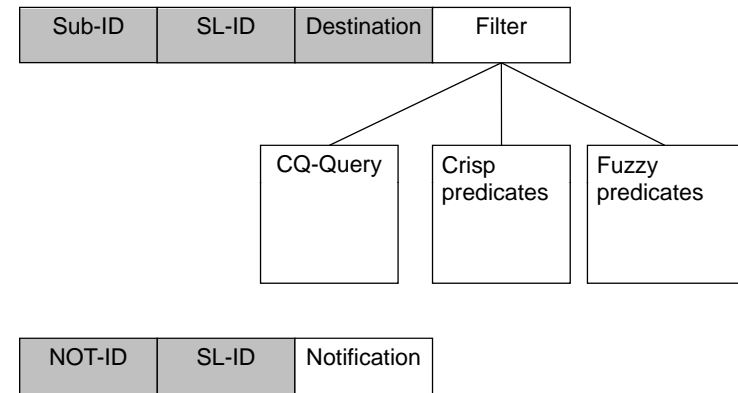 Sub-ID SL-ID Destination Filter
CQ-Query Crisp Fuzzy
predicates predicates
NOT-ID SL-ID Notification